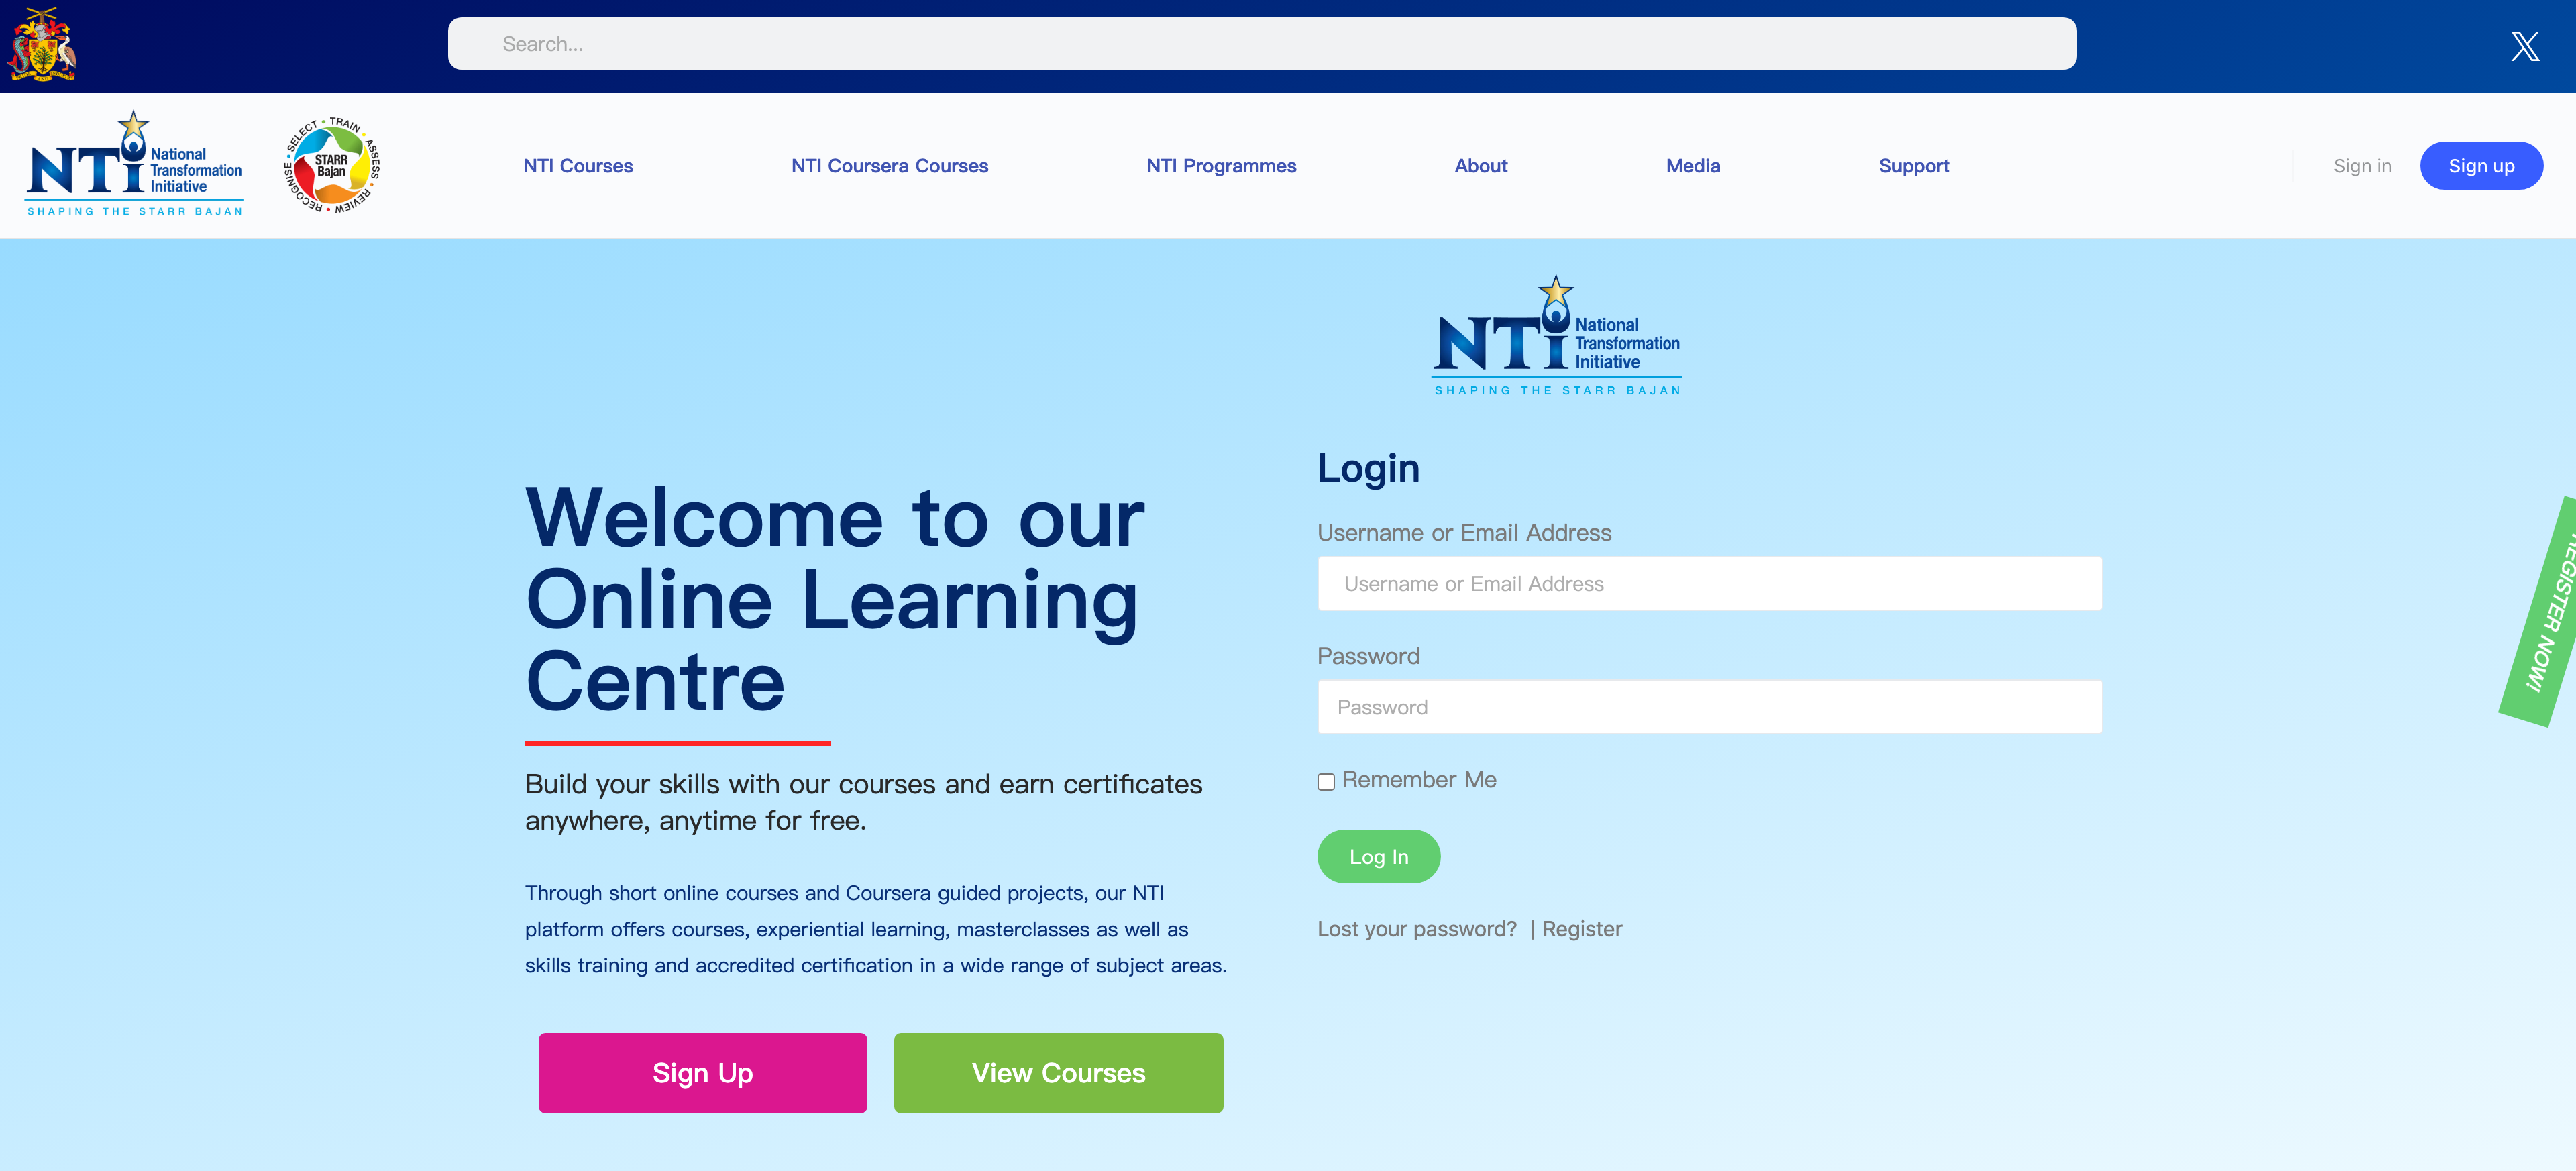 Search...
NTi National
Transformation
Initiative
SHAPING THE STARR BAJAN
SELECT • TRAIN • ASSESS • REVIEW • RECOGNISE •
STARR
Bajan
NTI Courses
NTI Coursera Courses
NTI Programmes
About
Media
Support
Sign in
Sign up
NTi National
Transformation
Initiative
SHAPING THE STARR BAJAN
Welcome to our
Online Learning
Centre
Build your skills with our courses and earn certificates
anywhere, anytime for free.
Through short online courses and Coursera guided projects, our NTI
platform offers courses, experiential learning, masterclasses as well as
skills training and accredited certification in a wide range of subject areas.
Sign Up
View Courses
Login
Username or Email Address
Username or Email Address
Password
Password
Remember Me
Log In
Lost your password? | Register
REGISTER NOW!